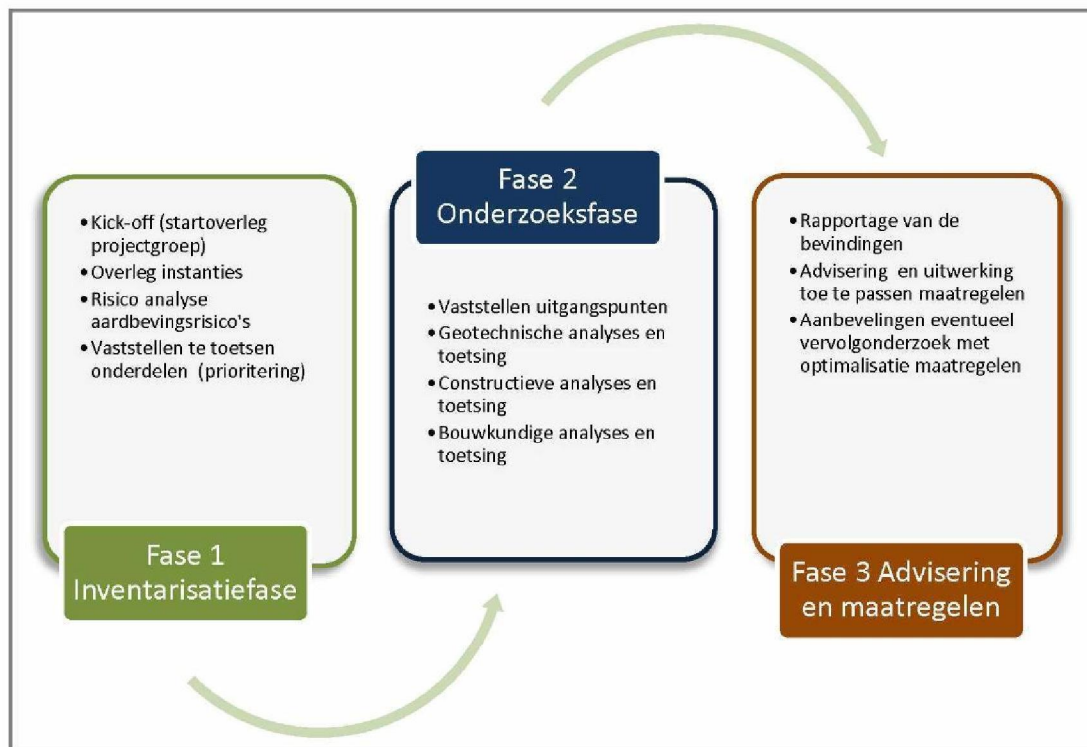 Fase 1
Inventarisatiefase
•Kick-off (startoverleg
projectgroep)
•Overleg instanties
•Risico analyse
aardbevingsrisico's
•Vaststellen te toetsen
onderdelen (prioritering)
Fase 2
Onderzoeksfase
•Vaststellen uitgangspunten
•Geotechnische analyses en
toetsing
•Constructieve analyses en
toetsing
•Bouwkundige analyses en
toetsing
•Rapportage van de
bevindingen
•Advisering en uitwerking
toe te passen maatregelen
•Aanbevelingen eventueel
vervolgonderzoek met
optimalisatie maatregelen
Fase 3 Advisering
en maatregelen